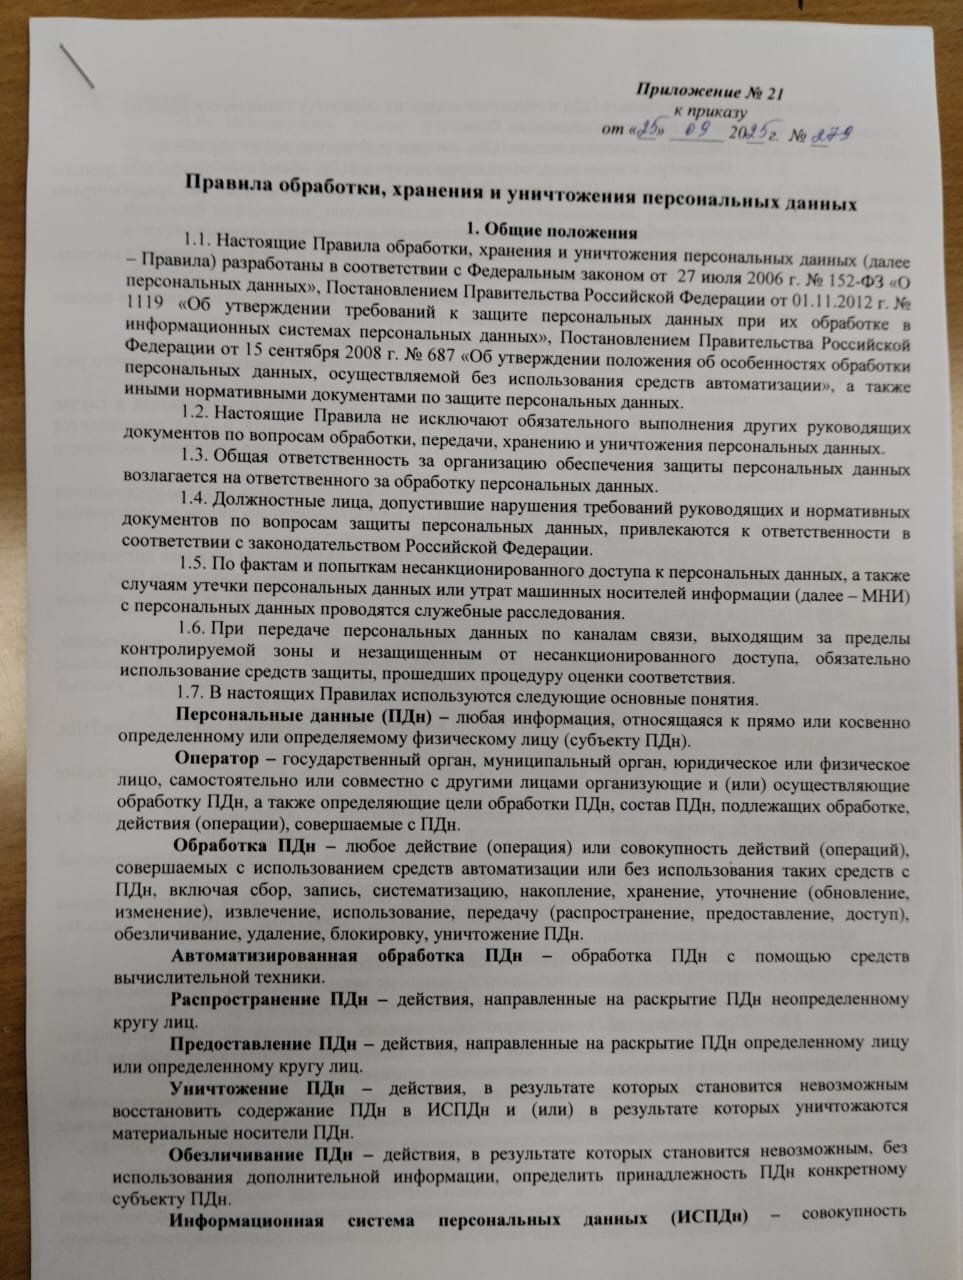 Приложение № 21
к приказу
от «25» 09 2025 г. № 279
Правила обработки, хранения и уничтожения персональных данных
1. Общие положения
1.1. Настоящие Правила обработки, хранения и уничтожения персональных данных (далее
– Правила) разработаны в соответствии с Федеральным законом от 27 июля 2006 г. № 152-ФЗ «О
персональных данных», Постановлением Правительства Российской Федерации от 01.11.2012 г. №
1119 «Об утверждении требований к защите персональных данных при их обработке в
информационных системах персональных данных», Постановлением Правительства Российской
Федерации от 15 сентября 2008 г. № 687 «Об утверждении положения об особенностях обработки
персональных данных, осуществляемой без использования средств автоматизации», а также
иными нормативными документами по защите персональных данных.
1.2. Настоящие Правила не исключают обязательного выполнения других руководящих
документов по вопросам обработки, передачи, хранению и уничтожения персональных данных.
1.3. Общая ответственность за организацию обеспечения защиты персональных данных
возлагается на ответственного за обработку персональных данных.
1.4. Должностные лица, допустившие нарушения требований руководящих и нормативных
документов по вопросам защиты персональных данных, привлекаются к ответственности в
соответствии с законодательством Российской Федерации.
1.5. По фактам и попыткам несанкционированного доступа к персональных данных, а также
случаям утечки персональных данных или утрат машинных носителей информации (далее – МНИ)
с персональных данных проводятся служебные расследования.
1.6. При передаче персональных данных по каналам связи, выходящим за пределы
контролируемой зоны и незащищенным от несанкционированного доступа, обязательно
использование средств защиты, прошедших процедуру оценки соответствия.
1.7. В настоящих Правилах используются следующие основные понятия.
Персональные данные (ПДн) – любая информация, относящаяся к прямо или косвенно
определенному или определяемому физическому лицу (субъекту ПДн).
Оператор – государственный орган, муниципальный орган, юридическое или физическое
лицо, самостоятельно или совместно с другими лицами организующие и (или) осуществляющие
обработку ПДн, а также определяющие цели обработки ПДн, состав ПДн, подлежащих обработке,
действия (операции), совершаемые с ПДн.
Обработка ПДн – любое действие (операция) или совокупность действий (операций),
совершаемых с использованием средств автоматизации или без использования таких средств с
ПДн, включая сбор, запись, систематизацию, накопление, хранение, уточнение (обновление,
изменение), извлечение, использование, передачу (распространение, предоставление, доступ),
обезличивание, удаление, блокировку, уничтожение ПДн.
Автоматизированная обработка ПДн – обработка ПДн с помощью средств
вычислительной техники.
Распространение ПДн – действия, направленные на раскрытие ПДн неопределенному
кругу лиц.
Предоставление ПДн – действия, направленные на раскрытие ПДн определенному лицу
или определенному кругу лиц.
Уничтожение ПДн – действия, в результате которых становится невозможным
восстановить содержание ПДн в ИСПДн и (или) в результате которых уничтожаются
материальные носители ПДн.
Обезличивание ПДн – действия, в результате которых становится невозможным, без
использования дополнительной информации, определить принадлежность ПДн конкретному
субъекту ПДн.
Информационная система персональных данных (ИСПДн) – совокупность